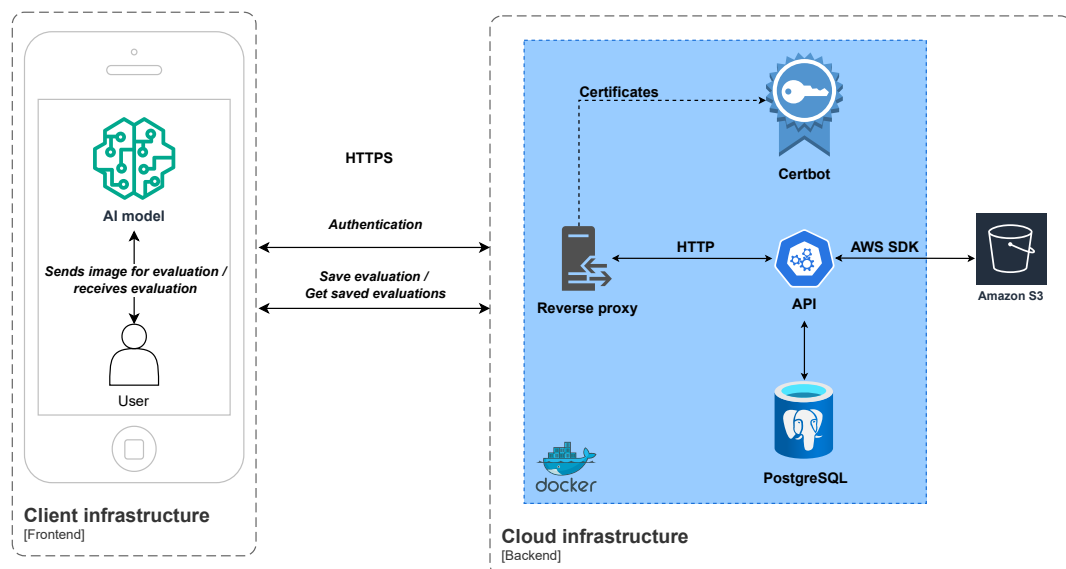 AI model
Sends image for evaluation /
receives evaluation
User
Client infrastructure
[Frontend]
HTTPS
Authentication
Save evaluation /
Get saved evaluations
Certificates
Certbot
Reverse proxy
HTTP
API
AWS SDK
Amazon S3
PostgreSQL
docker
Cloud infrastructure
[Backend]